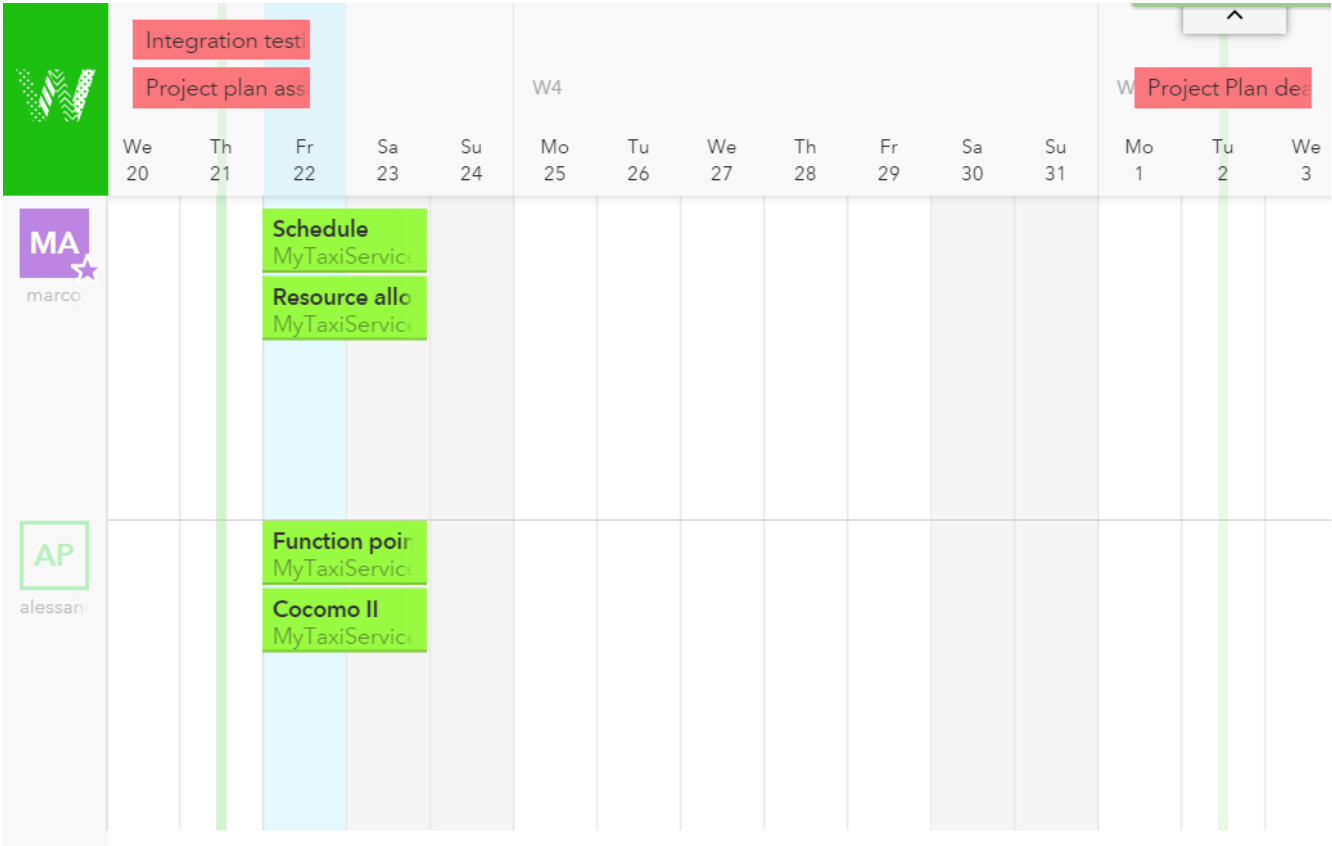 Integration testi
Project plan ass
W4
W
Project Plan dea
We Th Fr Sa Su Mo Tu We Th Fr Sa Su Mo Tu We
20 21 22 23 24 25 26 27 28 29 30 31 1 2 3
MA
marco
Schedule
MyTaxiService
Resource allo
MyTaxiService
AP
alessan
Function poin
MyTaxiService
Cocomo II
MyTaxiService